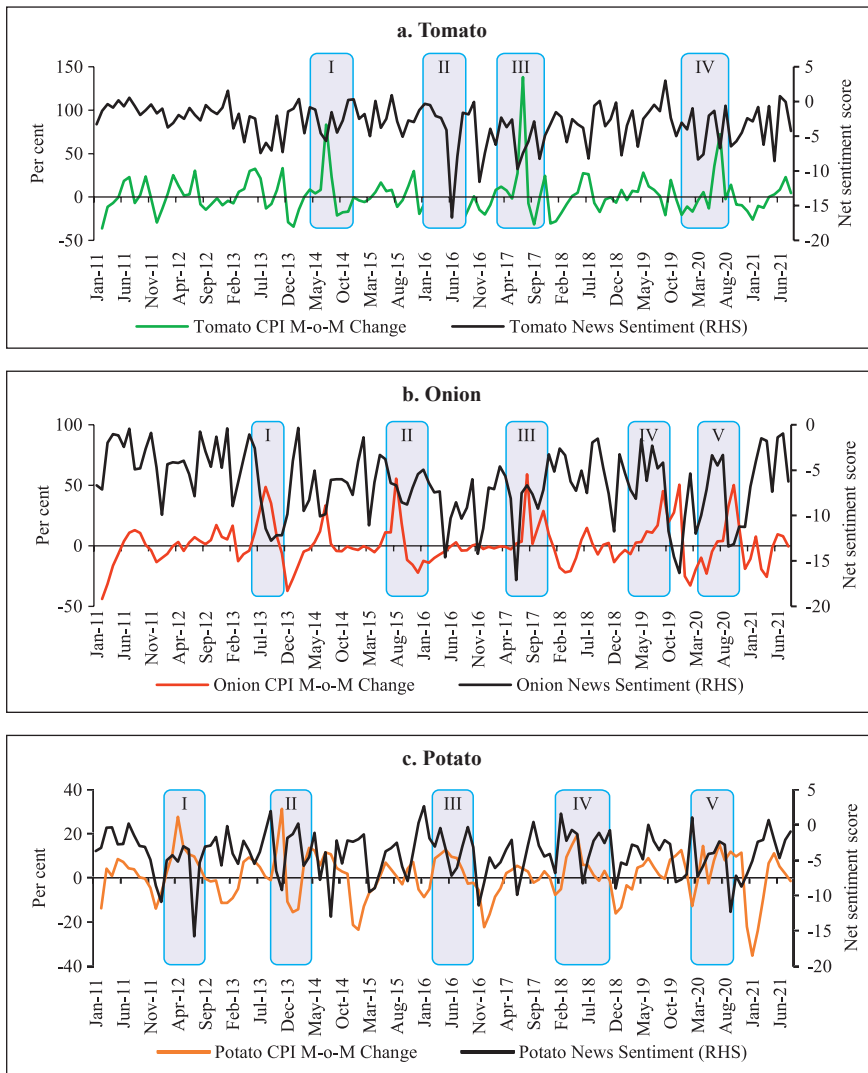 a. Tomato
I
II
III
IV
150
100
50
0
-50
Per cent
5
0
-5
-10
-15
-20
Net sentiment score
Jan-11
Jun-11
Nov-11
Apr-12
Sep-12
Feb-13
Jul-13
Dec-13
May-14
Oct-14
Mar-15
Aug-15
Jan-16
Jun-16
Nov-16
Apr-17
Sep-17
Feb-18
Jul-18
Dec-18
May-19
Oct-19
Mar-20
Aug-20
Jan-21
Jun-21
Tomato CPI M-o-M Change
Tomato News Sentiment (RHS)
b. Onion
I
II
III
IV
V
100
50
0
-50
Per cent
0
-5
-10
-15
-20
Net sentiment score
Jan-11
Jun-11
Nov-11
Apr-12
Sep-12
Feb-13
Jul-13
Dec-13
May-14
Oct-14
Mar-15
Aug-15
Jan-16
Jun-16
Nov-16
Apr-17
Sep-17
Feb-18
Jul-18
Dec-18
May-19
Oct-19
Mar-20
Aug-20
Jan-21
Jun-21
Onion CPI M-o-M Change
Onion News Sentiment (RHS)
c. Potato
I
II
III
IV
V
40
20
0
-20
-40
Per cent
5
0
-5
-10
-15
-20
Net sentiment score
Jan-11
Jun-11
Nov-11
Apr-12
Sep-12
Feb-13
Jul-13
Dec-13
May-14
Oct-14
Mar-15
Aug-15
Jan-16
Jun-16
Nov-16
Apr-17
Sep-17
Feb-18
Jul-18
Dec-18
May-19
Oct-19
Mar-20
Aug-20
Jan-21
Jun-21
Potato CPI M-o-M Change
Potato News Sentiment (RHS)